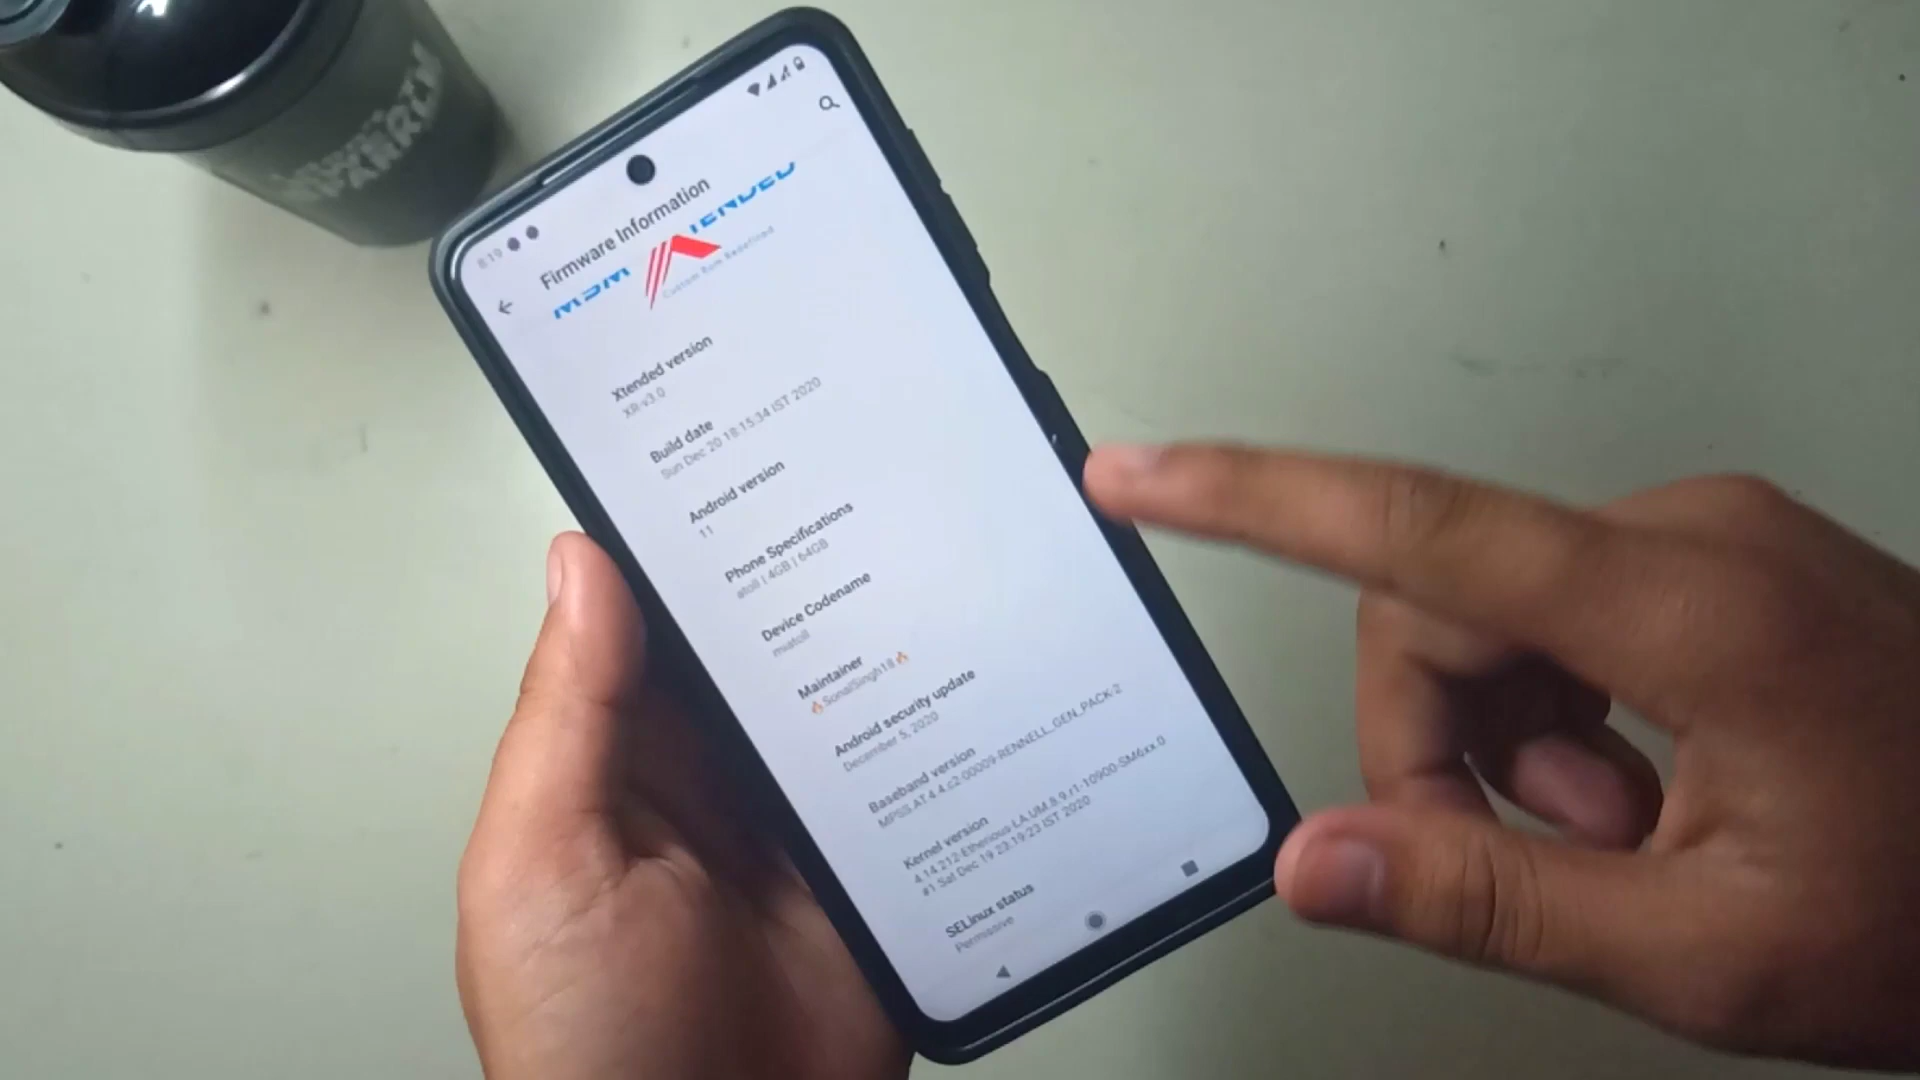 8:19
Firmware Information
TENDED
Custom Rom Redefined
Xtended version
XR-v3.0
Build date
Sun Dec 20 18:15:34 IST 2020
Android version
11
Phone Specifications
atoll | 4GB | 64GB
Device Codename
miatoll
Maintainer
🔥SonalSingh18🔥
Android security update
December 5, 2020
Baseband version
MPSS.AT.4.4.c2-00009-RENNELL_GEN_PACK-2
Kernel version
4.14.212-Etherious-LA.UM.8.9.r1-10900-SM6xx.0
#1 Sat Dec 19 23:19:23 IST 2020
SELinux status
Permissive